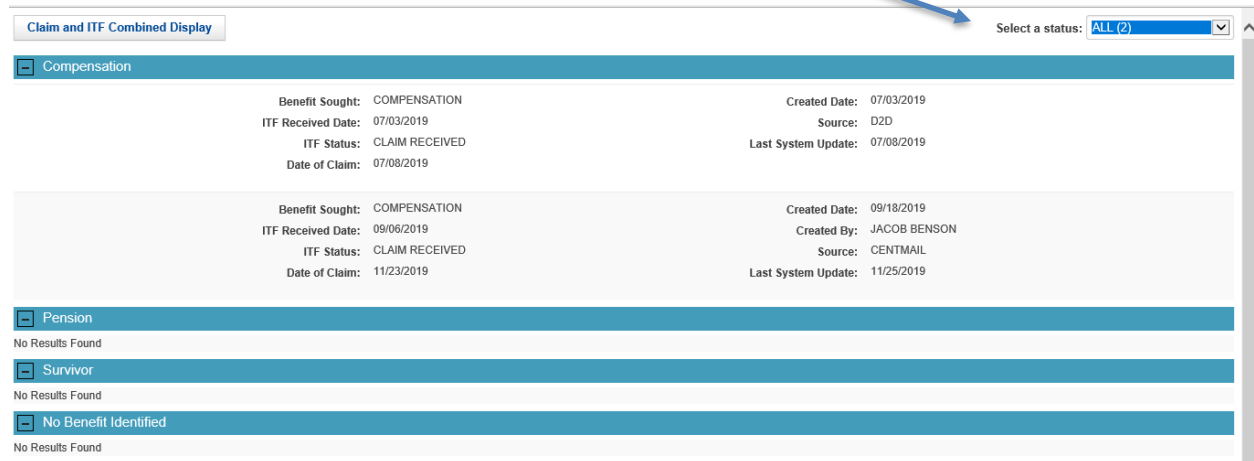 Claim and ITF Combined Display Select a status: ALL (2)
Compensation
Benefit Sought: COMPENSATION Created Date: 07/03/2019
ITF Received Date: 07/03/2019 Source: D2D
ITF Status: CLAIM RECEIVED Last System Update: 07/08/2019
Date of Claim: 07/08/2019
Benefit Sought: COMPENSATION Created Date: 09/18/2019
ITF Received Date: 09/06/2019 Created By: JACOB BENSON
ITF Status: CLAIM RECEIVED Source: CENTMAIL
Date of Claim: 11/23/2019 Last System Update: 11/25/2019
Pension
No Results Found
Survivor
No Results Found
No Benefit Identified
No Results Found